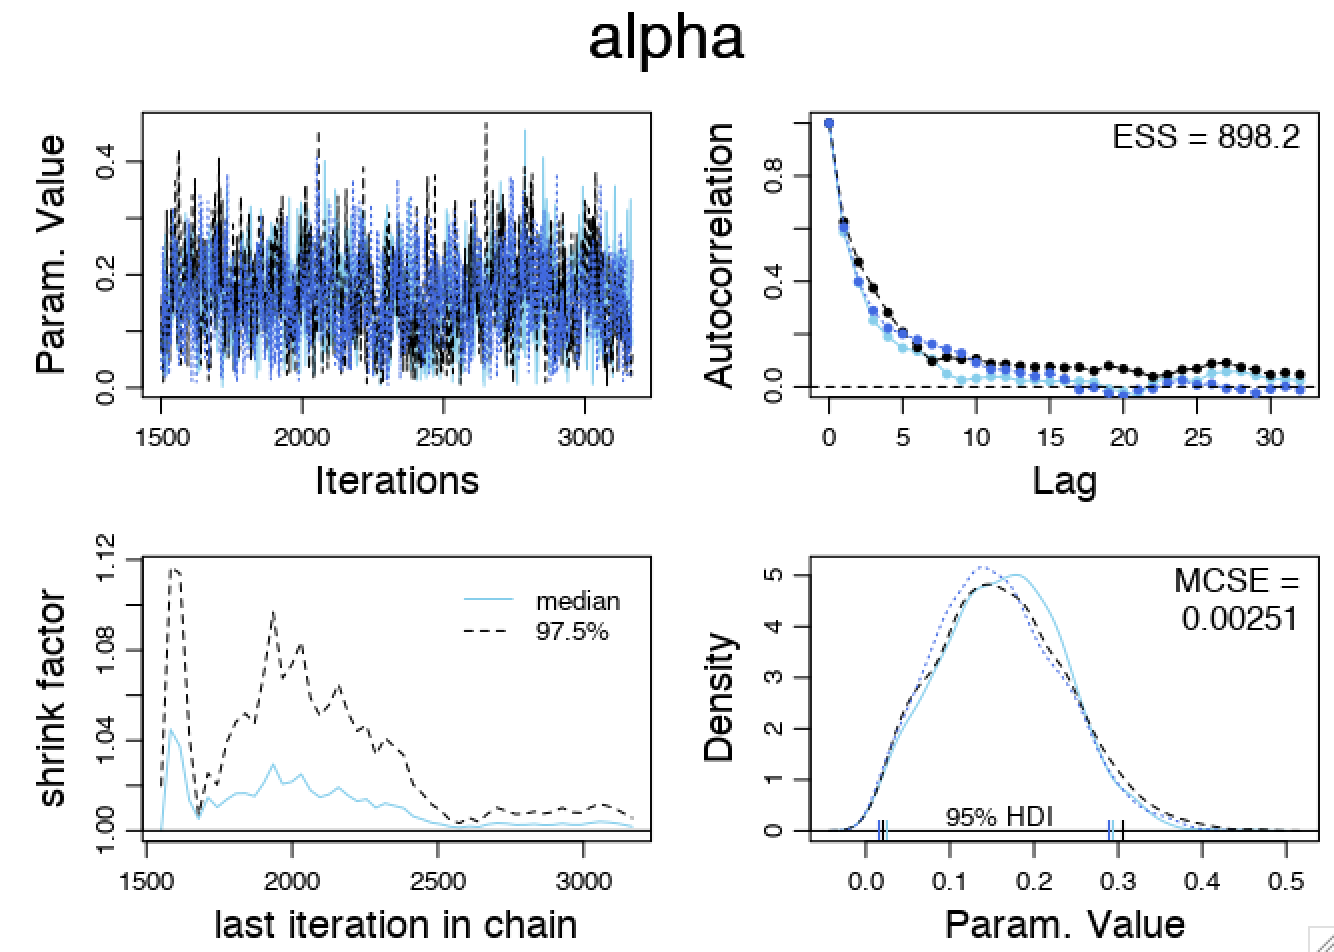 alpha
Param. Value
0.0 0.2 0.4
1500 2000 2500 3000
Iterations
Autocorrelation
0.0 0.4 0.8
ESS = 898.2
0 5 10 15 20 25 30
Lag
shrink factor
1.00 1.04 1.08 1.12
median
97.5%
1500 2000 2500 3000
last iteration in chain
Density
0 1 2 3 4 5
MCSE =
0.00251
95% HDI
0.0 0.1 0.2 0.3 0.4 0.5
Param. Value